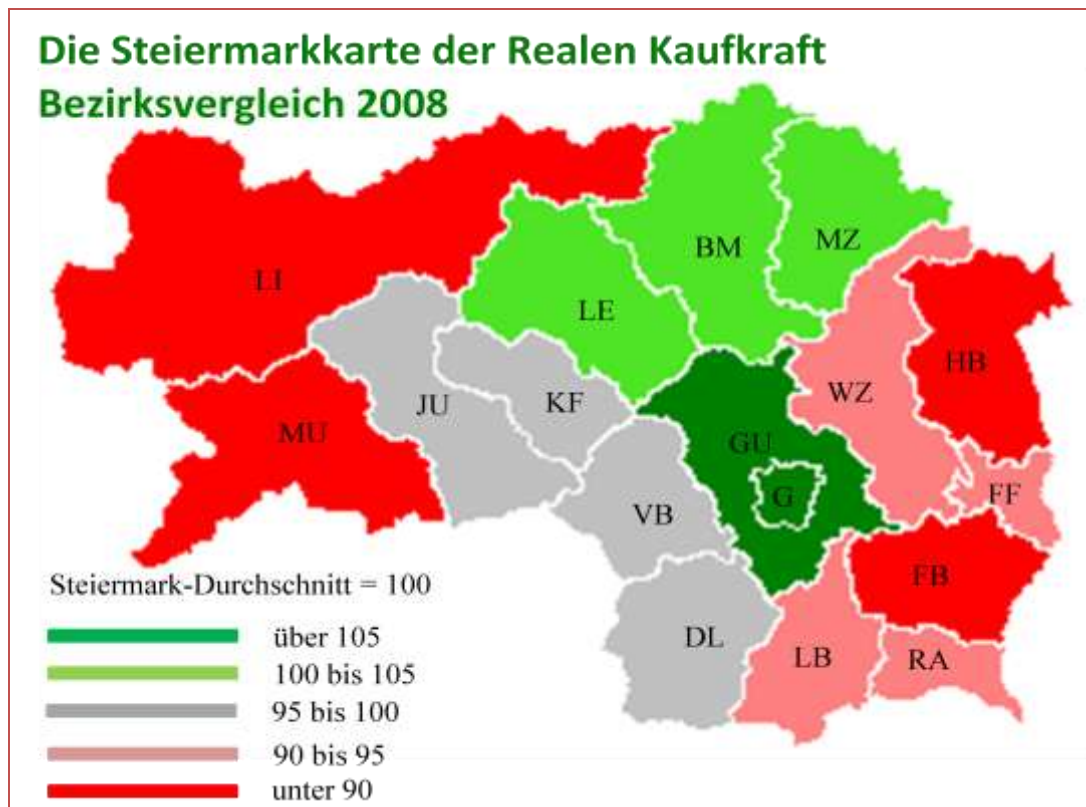 Die Steiermarkkarte der Realen Kaufkraft
Bezirksvergleich 2008
BM
MZ
LI
LE
HB
JU
KF
WZ
MU
GU
G
FF
VB
FB
Steiermark-Durchschnitt = 100
DL
LB
RA
über 105
100 bis 105
95 bis 100
90 bis 95
unter 90